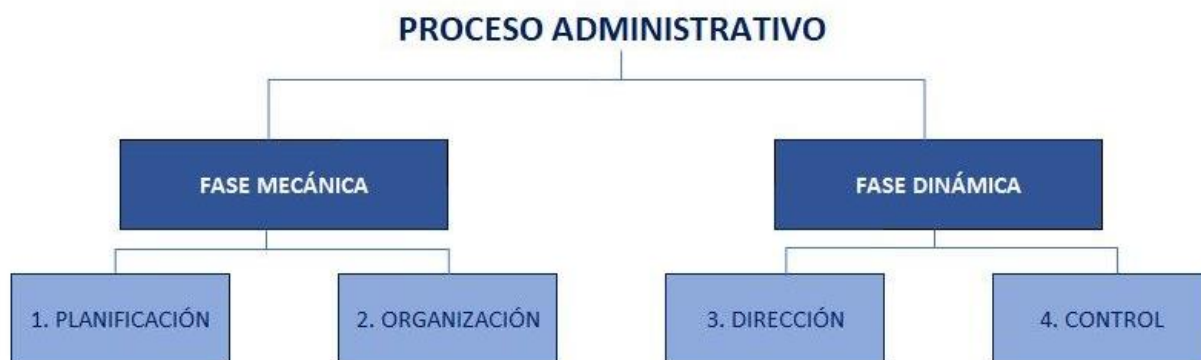 PROCESO ADMINISTRATIVO
FASE MECÁNICA
FASE DINÁMICA
1. PLANIFICACIÓN
2. ORGANIZACIÓN
3. DIRECCIÓN
4. CONTROL